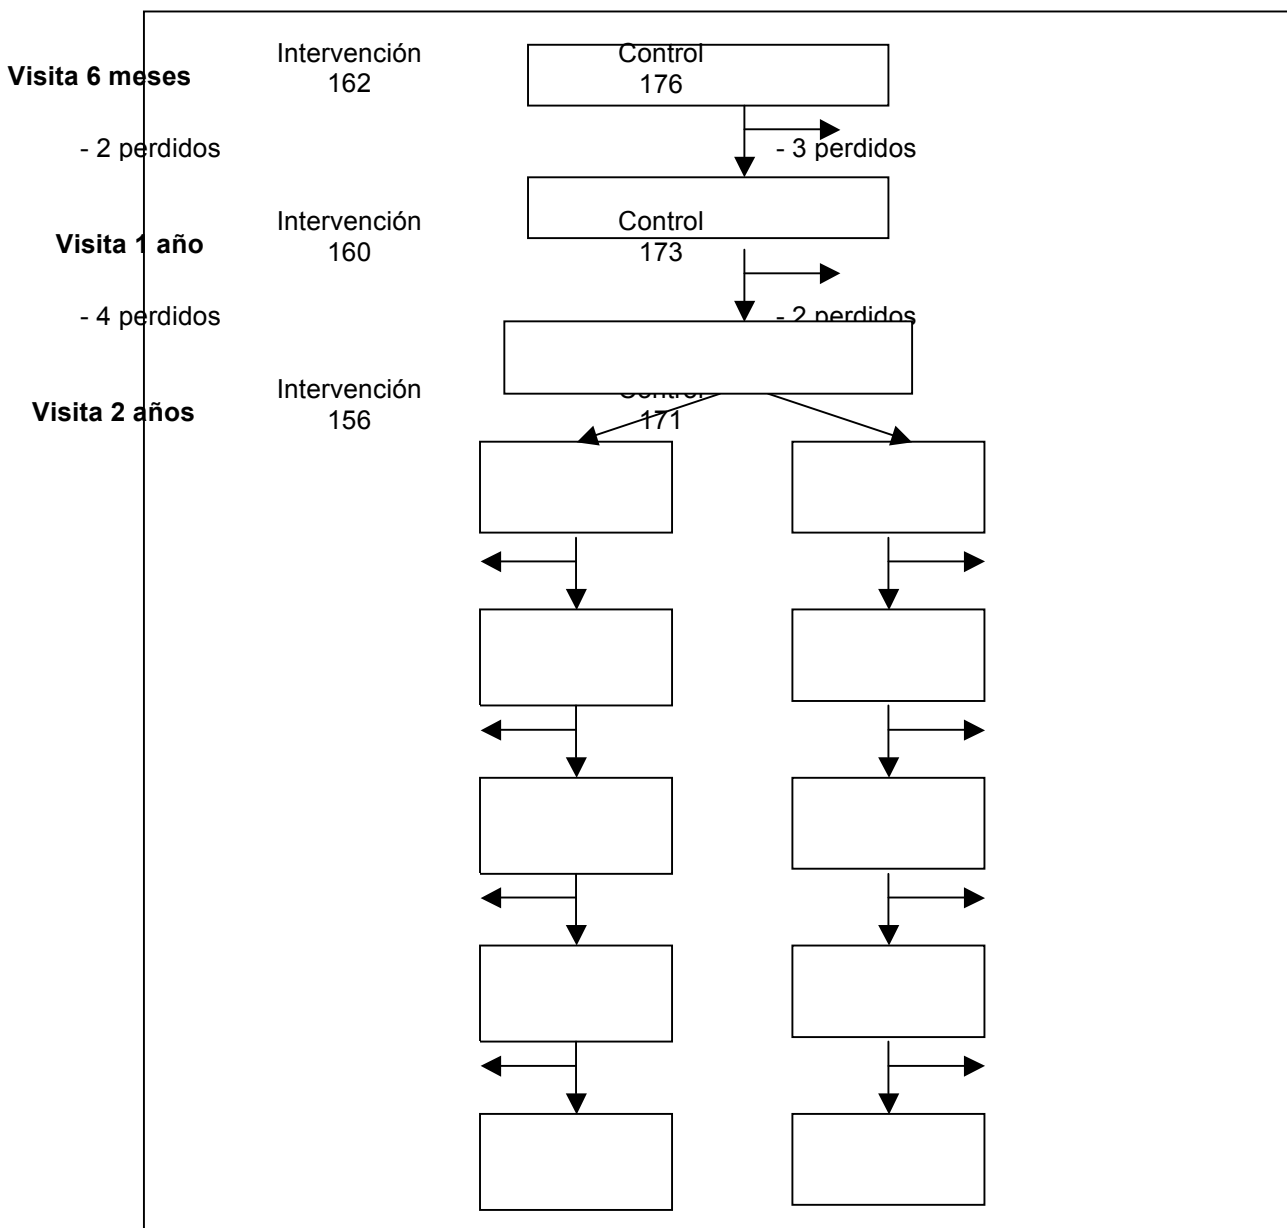 Intervención Control
Visita 6 meses 162 176
- 2 perdidos - 3 perdidos
Intervención Control
Visita 1 año 160 173
- 4 perdidos - 2 perdidos
Intervención Control
Visita 2 años 156 171